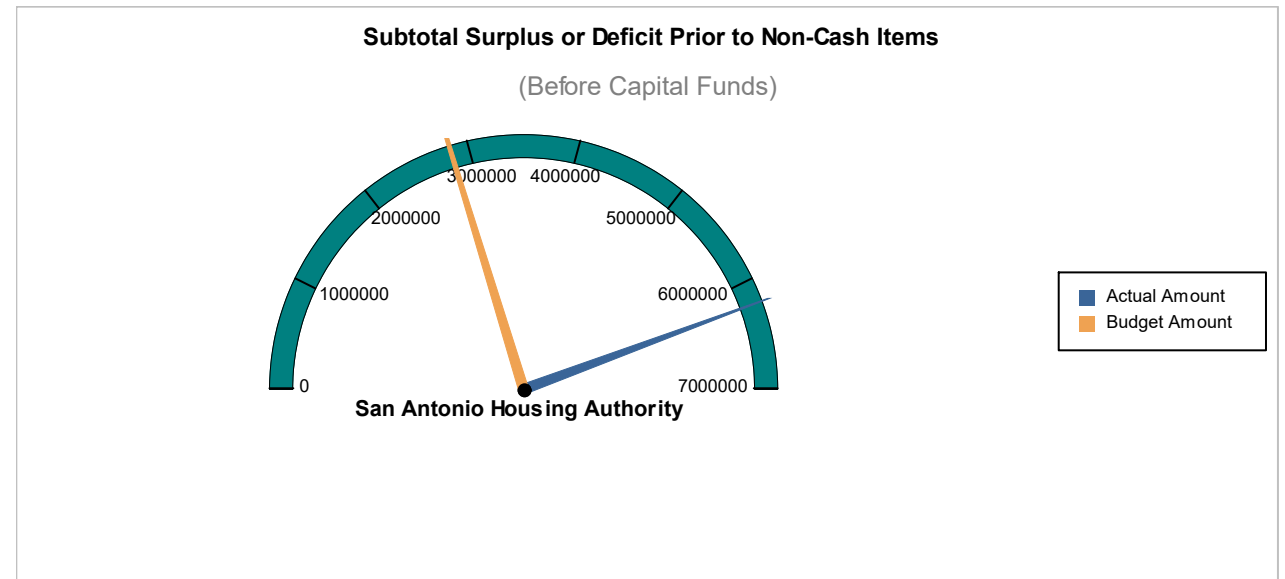 Subtotal Surplus or Deficit Prior to Non-Cash Items
(Before Capital Funds)
3000000 4000000
2000000 5000000
1000000 6000000
0 7000000
San Antonio Housing Authority
Actual Amount
Budget Amount